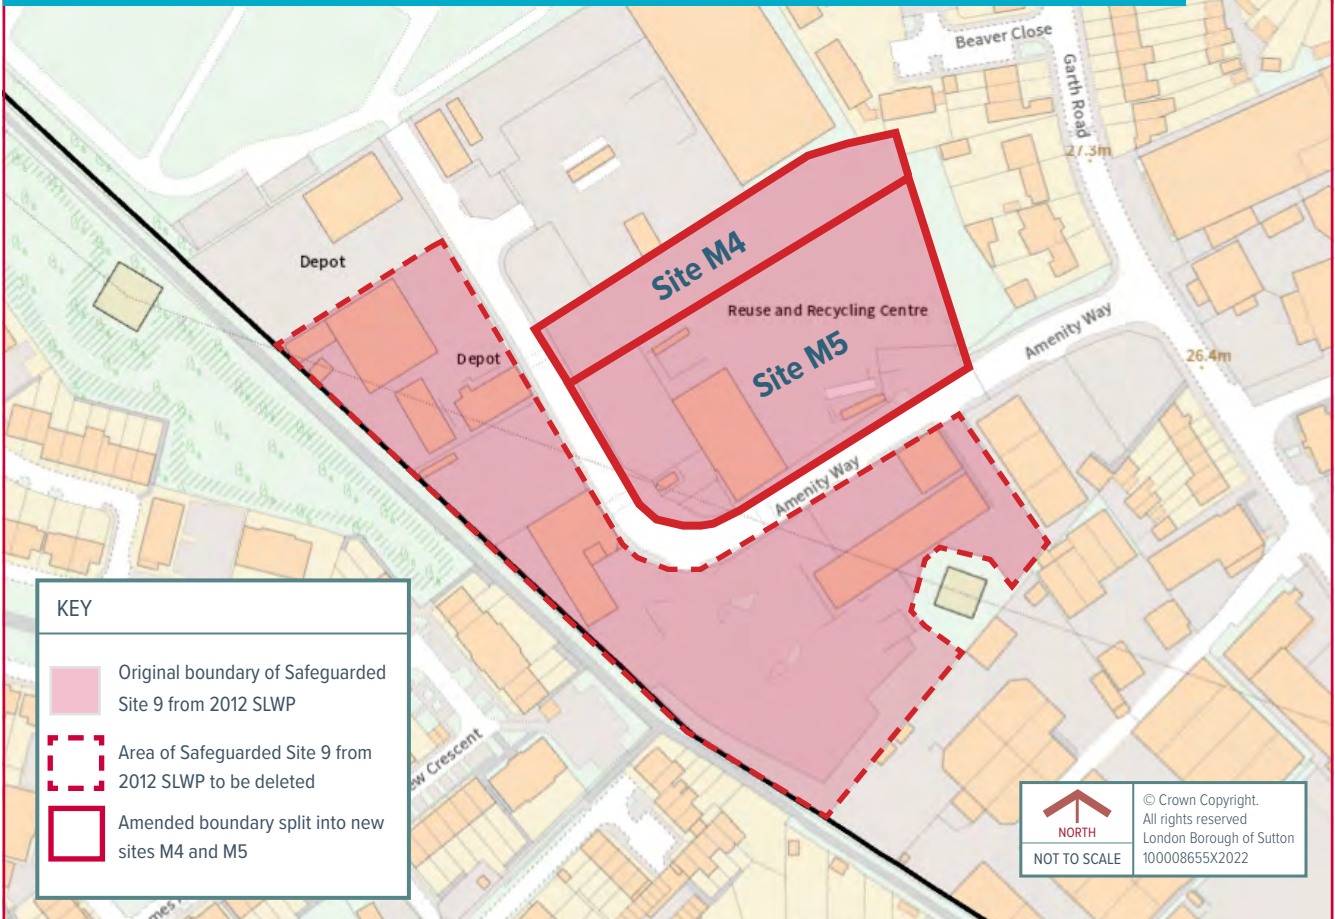 Beaver Close
Garth Road
27.3m
Depot
Site M4
Reuse and Recycling Centre
Amenity Way
Depot
Site M5
26.4m
Amenity Way
KEY
Original boundary of Safeguarded
Site 9 from 2012 SLWP
Area of Safeguarded Site 9 from
2012 SLWP to be deleted
Amended boundary split into new
sites M4 and M5
Crescent
NORTH
NOT TO SCALE
© Crown Copyright.
All rights reserved
London Borough of Sutton
100008655X2022